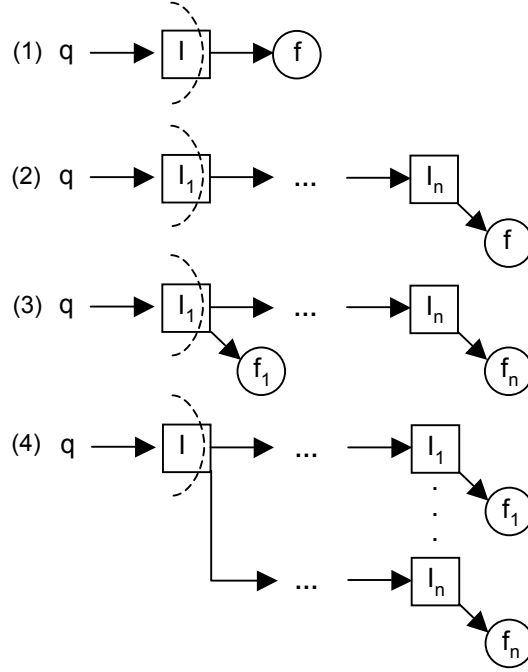 (1) q I f
(2) q I₁ ... Iₙ
f
(3) q I₁ ... Iₙ
f₁ fₙ
(4) q I ... I₁
f₁
... Iₙ
fₙ